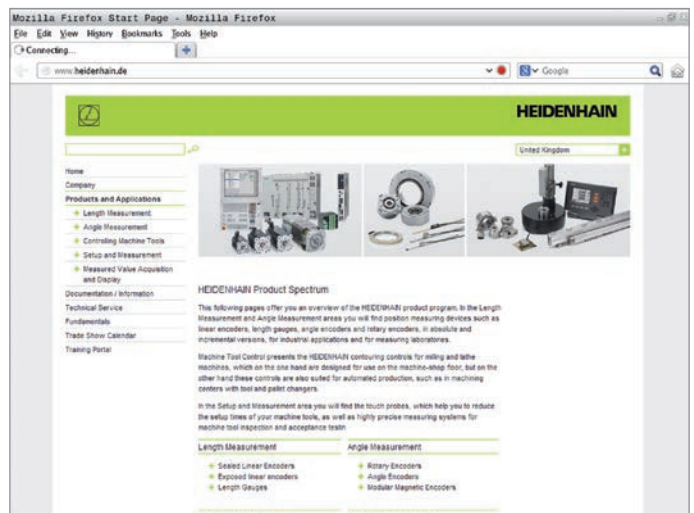 Mozilla Firefox Start Page - Mozilla Firefox
File Edit View History Bookmarks Tools Help
Connecting...
www.heidenhain.de
Google
HEIDENHAIN
United Kingdom
Home
Company
Products and Applications
Length Measurement
Angle Measurement
Controlling Machine Tools
Setup and Measurement
Measured Value Acquisition
and Display
Documentation / Information
Technical Service
Fundamentals
Trade Show Calendar
Training Portal
HEIDENHAIN Product Spectrum
This following pages offer you an overview of the HEIDENHAIN product program. In the Length
Measurement and Angle Measurement areas you will find position measuring devices such as
linear encoders, length gauges, angle encoders and rotary encoders, in absolute and
incremental versions, for industrial applications and for measuring laboratories.
Machine Tool Control presents the HEIDENHAIN contouring controls for milling and lathe
machines, which on the one hand are designed for use on the machine-shop floor, but on the
other hand these controls are also suited for automated production, such as in machining
centers with tool and pallet changers.
In the Setup and Measurement area you will find the touch probes, which help you to reduce
the setup times of your machine tools, as well as highly precise measuring systems for
machine tool inspection and acceptance testin
Length Measurement
Sealed Linear Encoders
Exposed linear encoders
Length Gauges
Angle Measurement
Rotary Encoders
Angle Encoders
Modular Magnetic Encoders